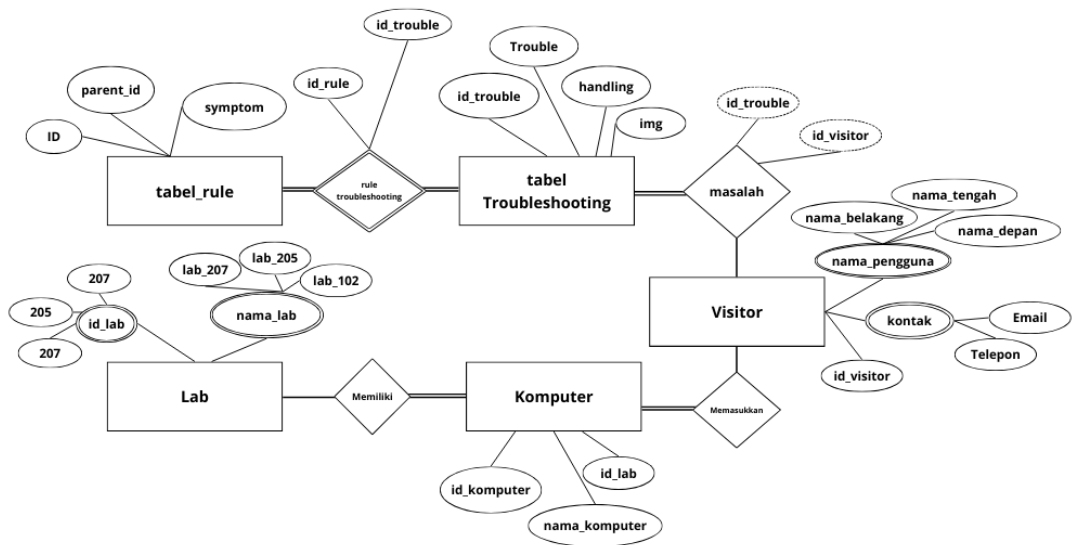 id_trouble
Trouble
id_rule
parent_id
handling
id_trouble
symptom
id_trouble
img
ID
id_visitor
tabel_rule
rule
troubleshooting
tabel
Troubleshooting
masalah
nama_tengah
nama_belakang
nama_depan
nama_pengguna
lab_205
lab_207
207
lab_102
205
id_lab
nama_lab
207
Visitor
kontak
Email
Telepon
id_visitor
Lab
Memiliki
Komputer
Memasukkan
id_lab
id_komputer
nama_komputer